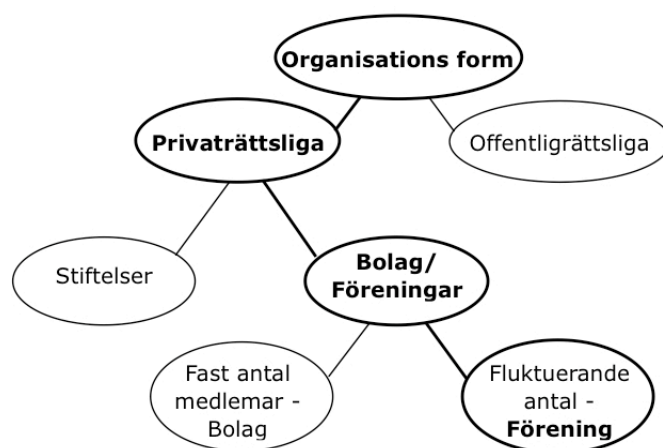 Organisations form
Privaträttsliga
Offentligrättsliga
Stiftelser
Bolag/
Föreningar
Fast antal
medlemar -
Bolag
Fluktuerande
antal -
Förening